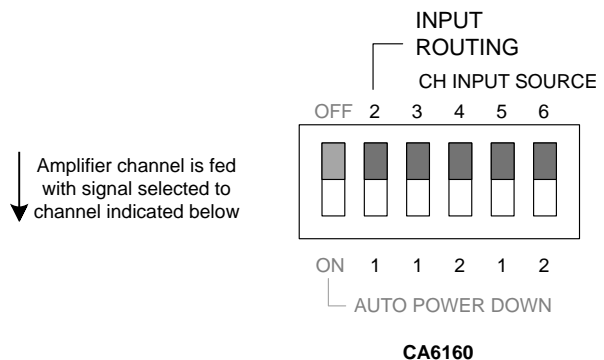 INPUT
ROUTING
CH INPUT SOURCE
OFF 2 3 4 5 6
Amplifier channel is fed
with signal selected to
channel indicated below
ON 1 1 2 1 2
AUTO POWER DOWN
CA6160